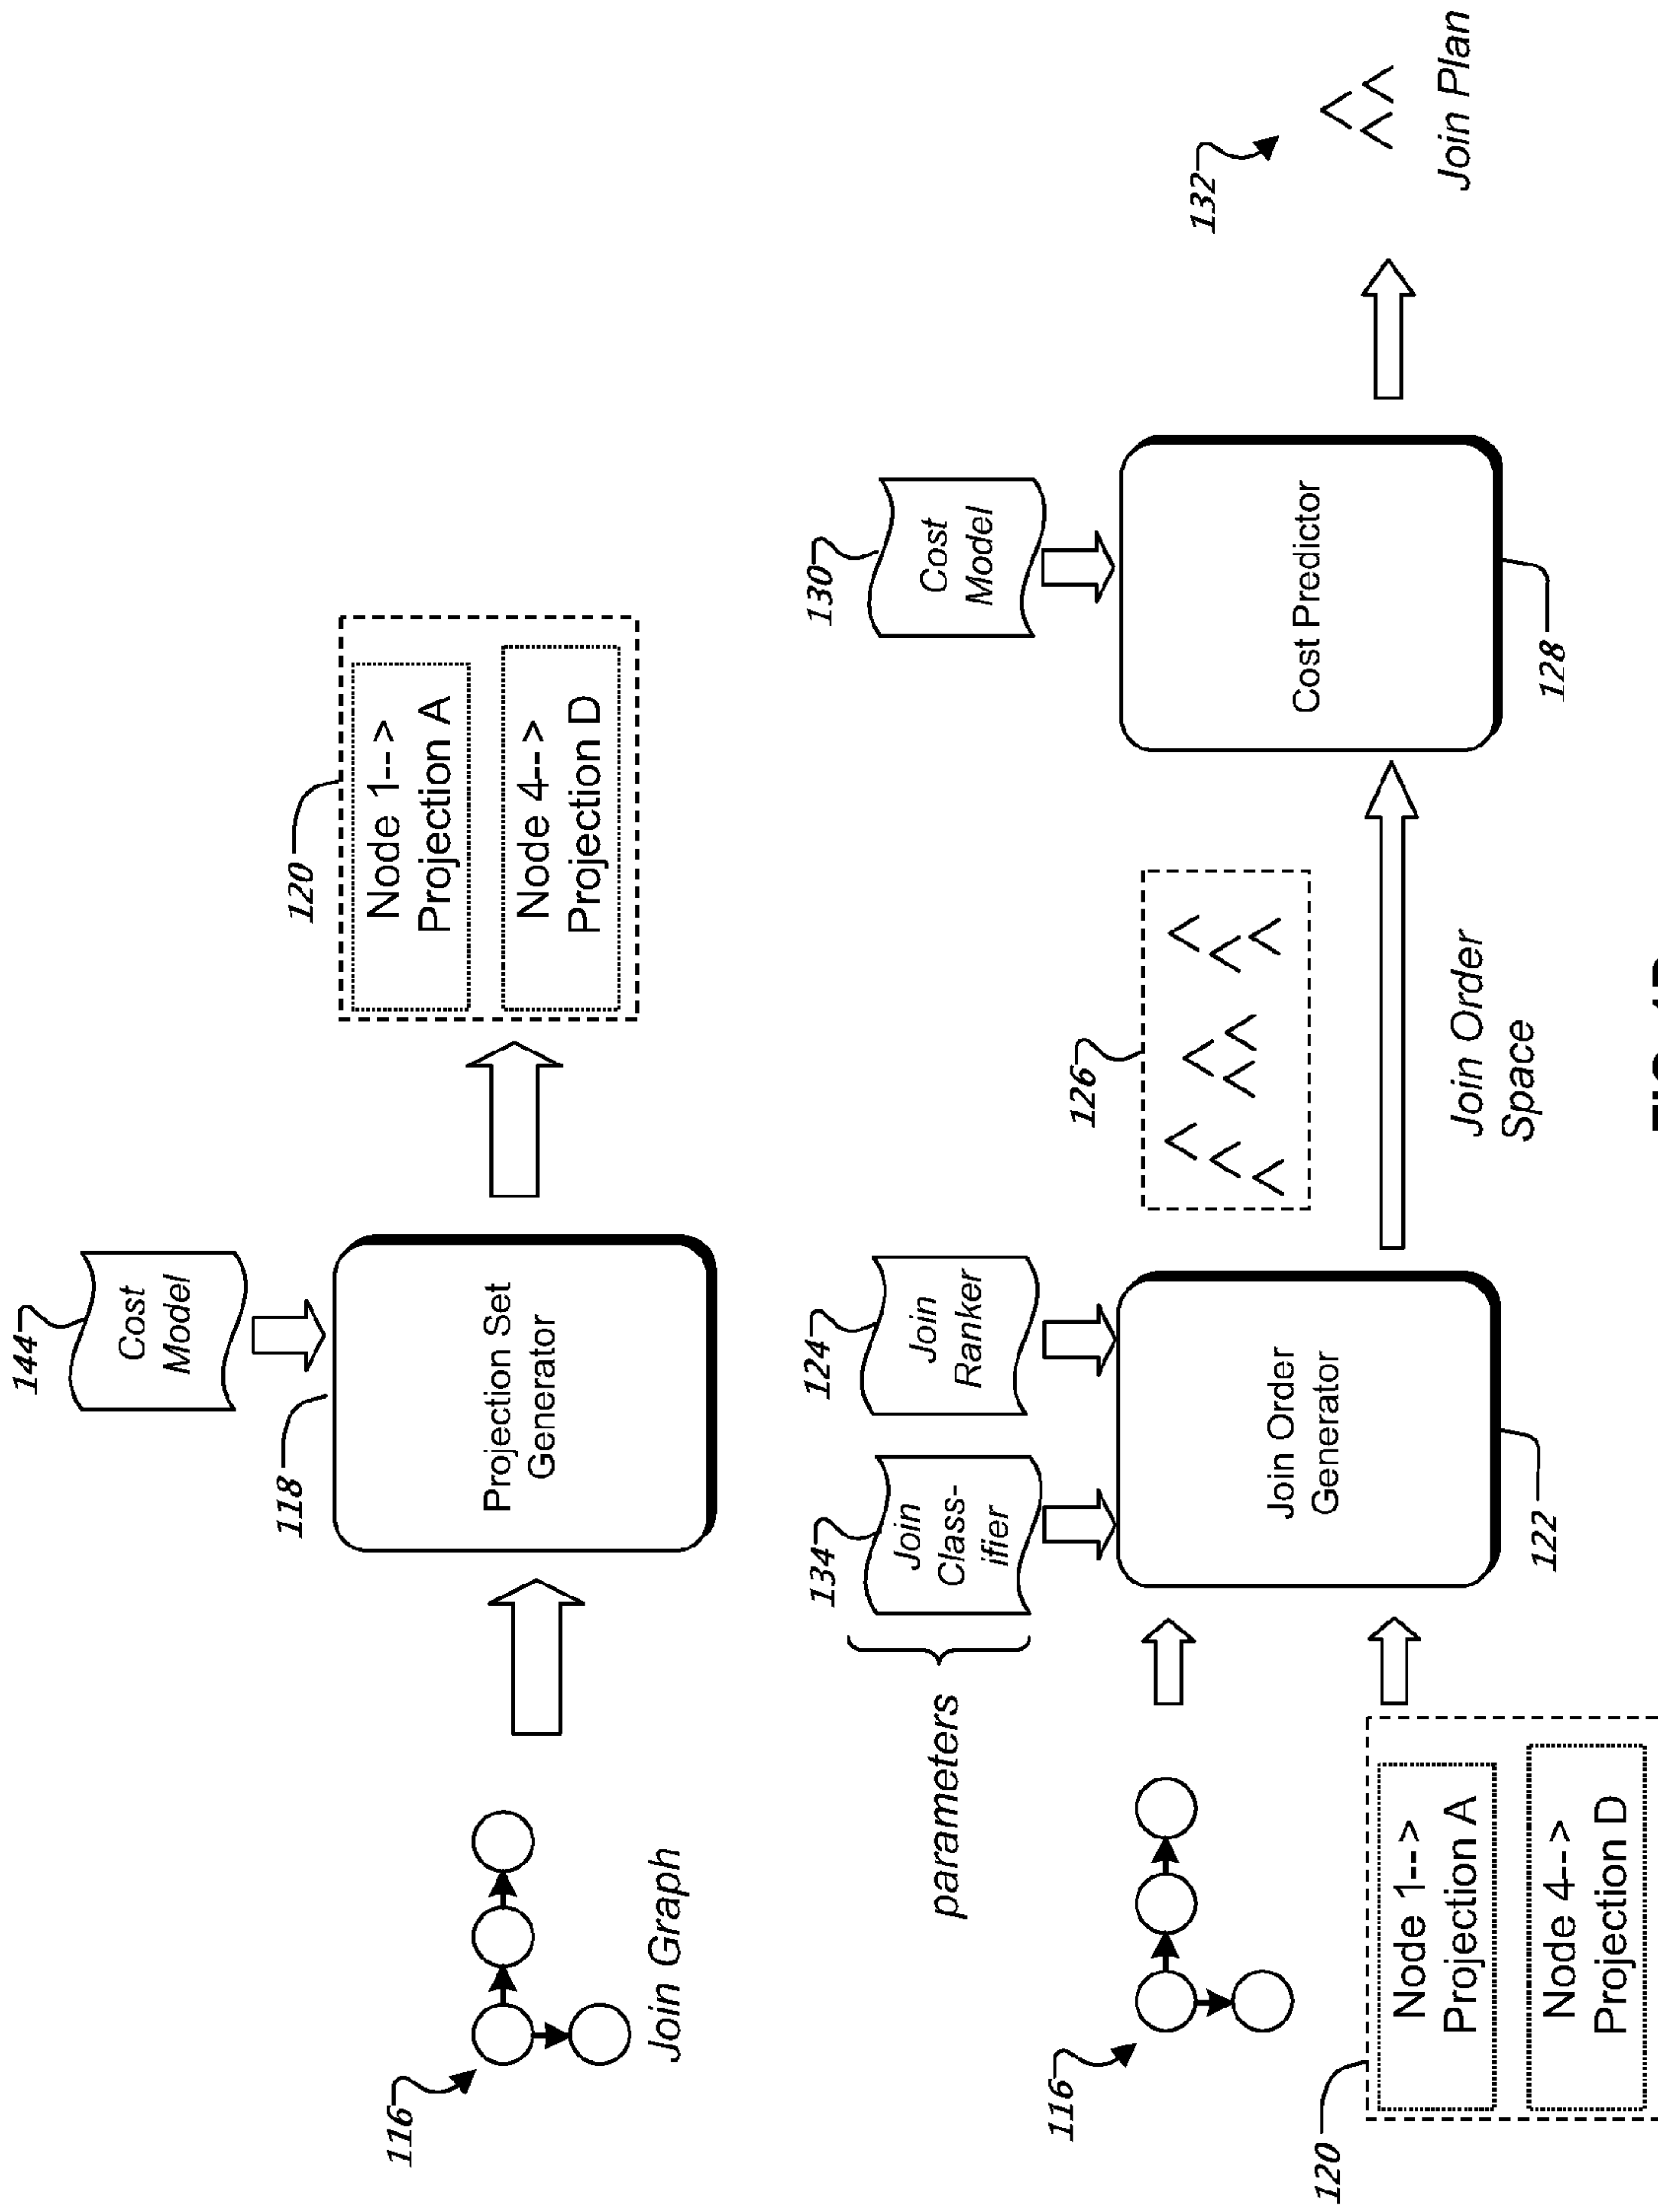 144
Cost
Model
118
120
Projection Set
Generator
Node 1-->
Projection A
Node 4-->
Projection D
116
Join Graph
parameters
134
Join
Class-
ifier
124
Join
Ranker
130
Cost
Model
116
Join Order
Generator
122
126
Join Order
Space
Cost Predictor
128
132
Join Plan
120
Node 1-->
Projection A
Node 4-->
Projection D